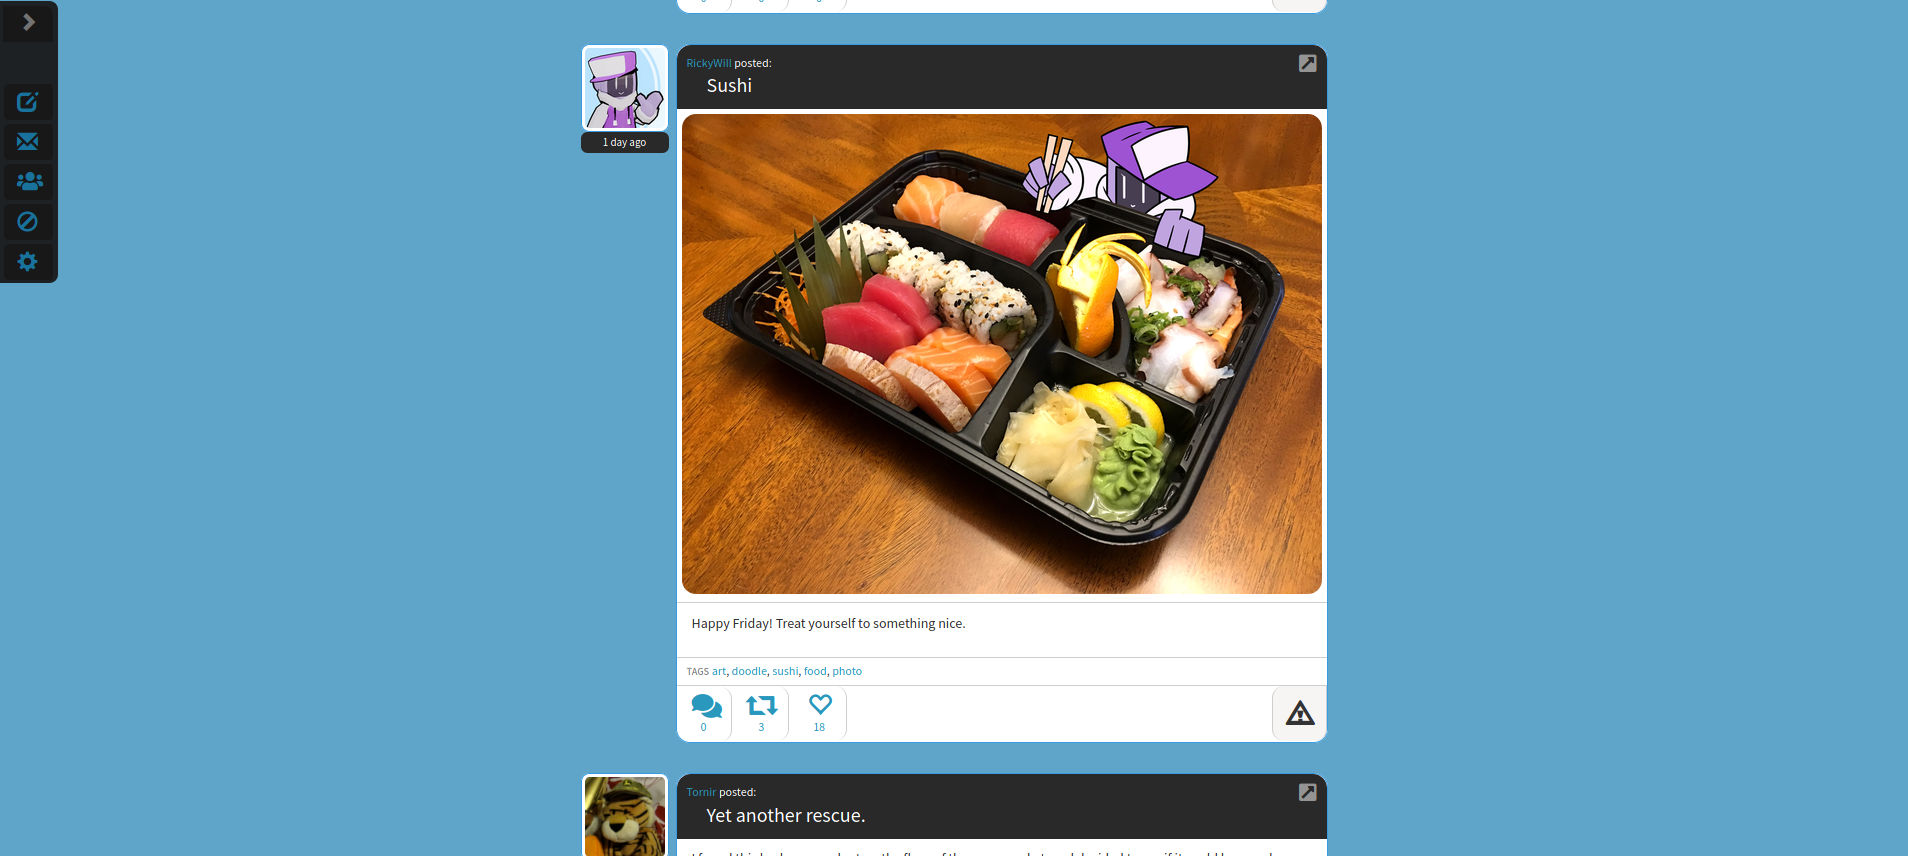 RickyWill posted:
Sushi
1 day ago
Happy Friday! Treat yourself to something nice.
TAGS art, doodle, sushi, food, photo
0 3 18
Tornir posted:
Yet another rescue.